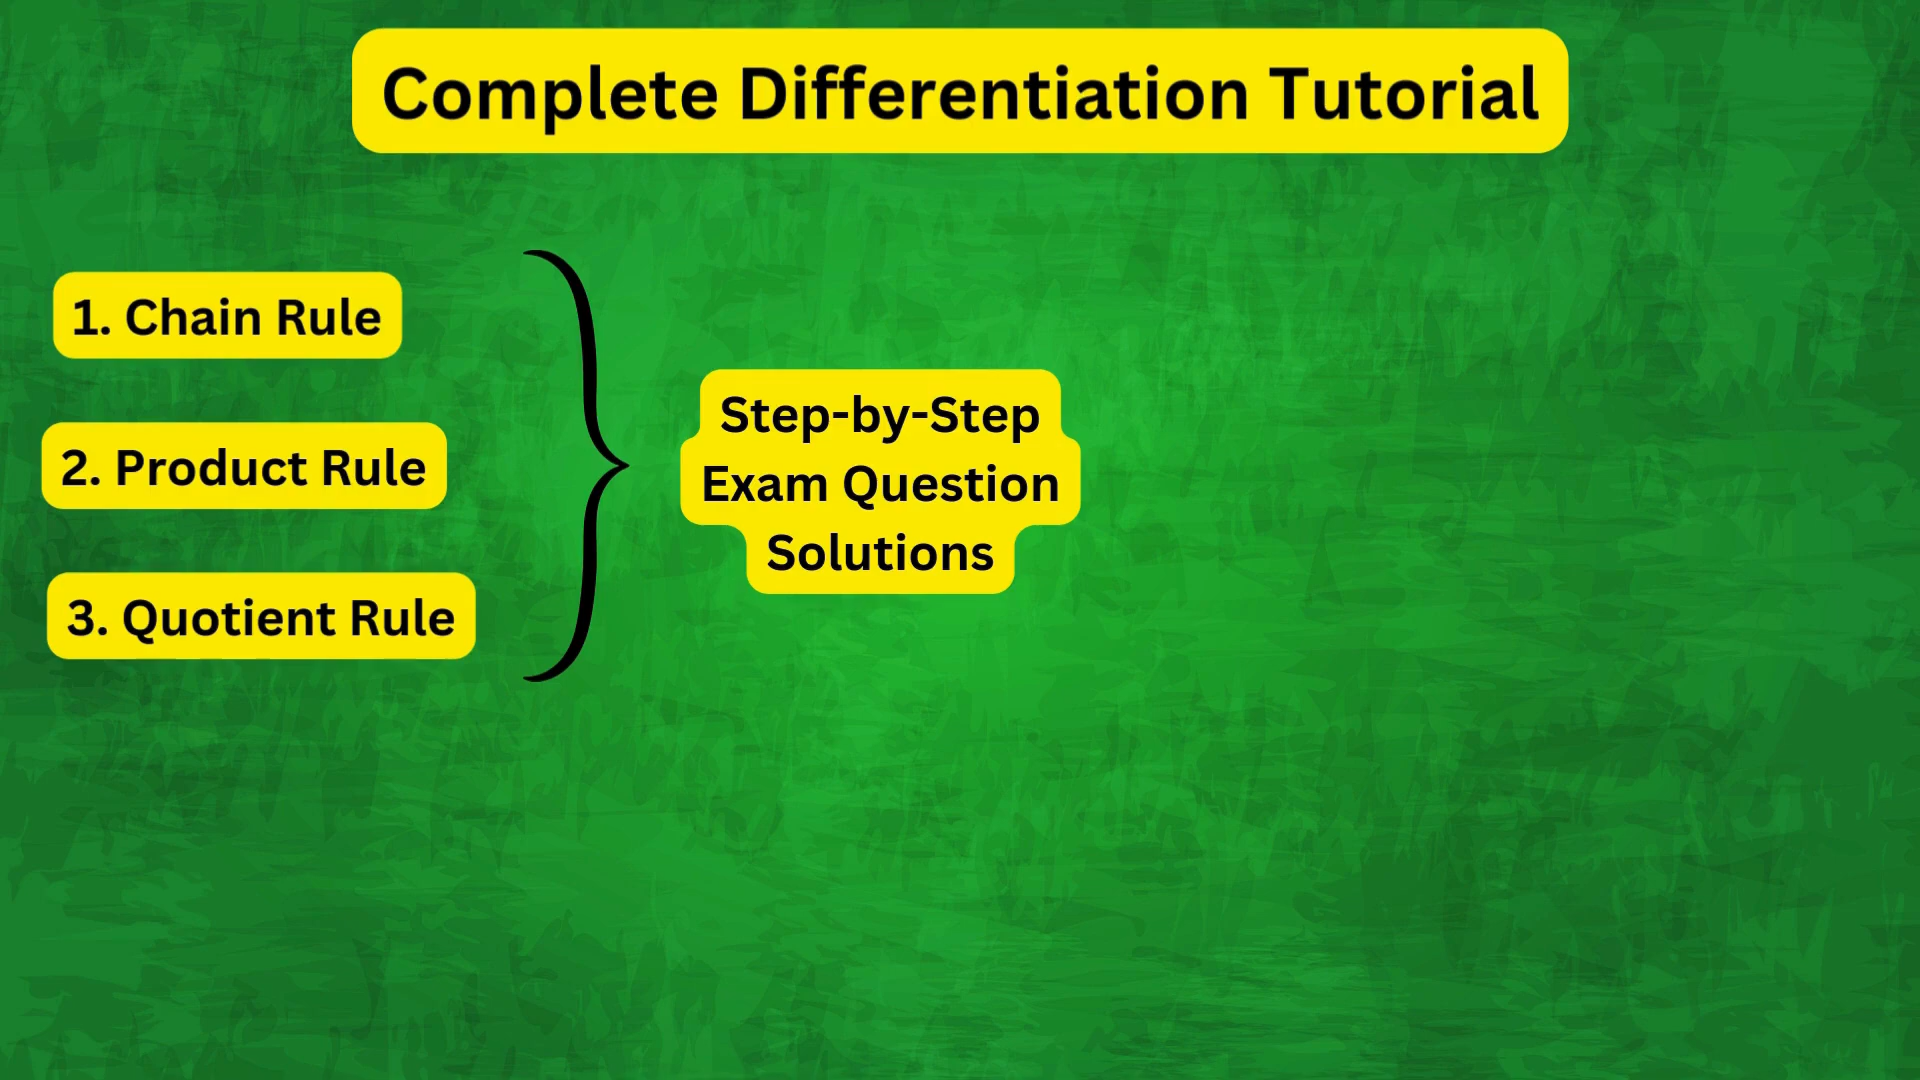 Complete Differentiation Tutorial
1. Chain Rule
2. Product Rule
3. Quotient Rule
Step-by-Step
Exam Question
Solutions